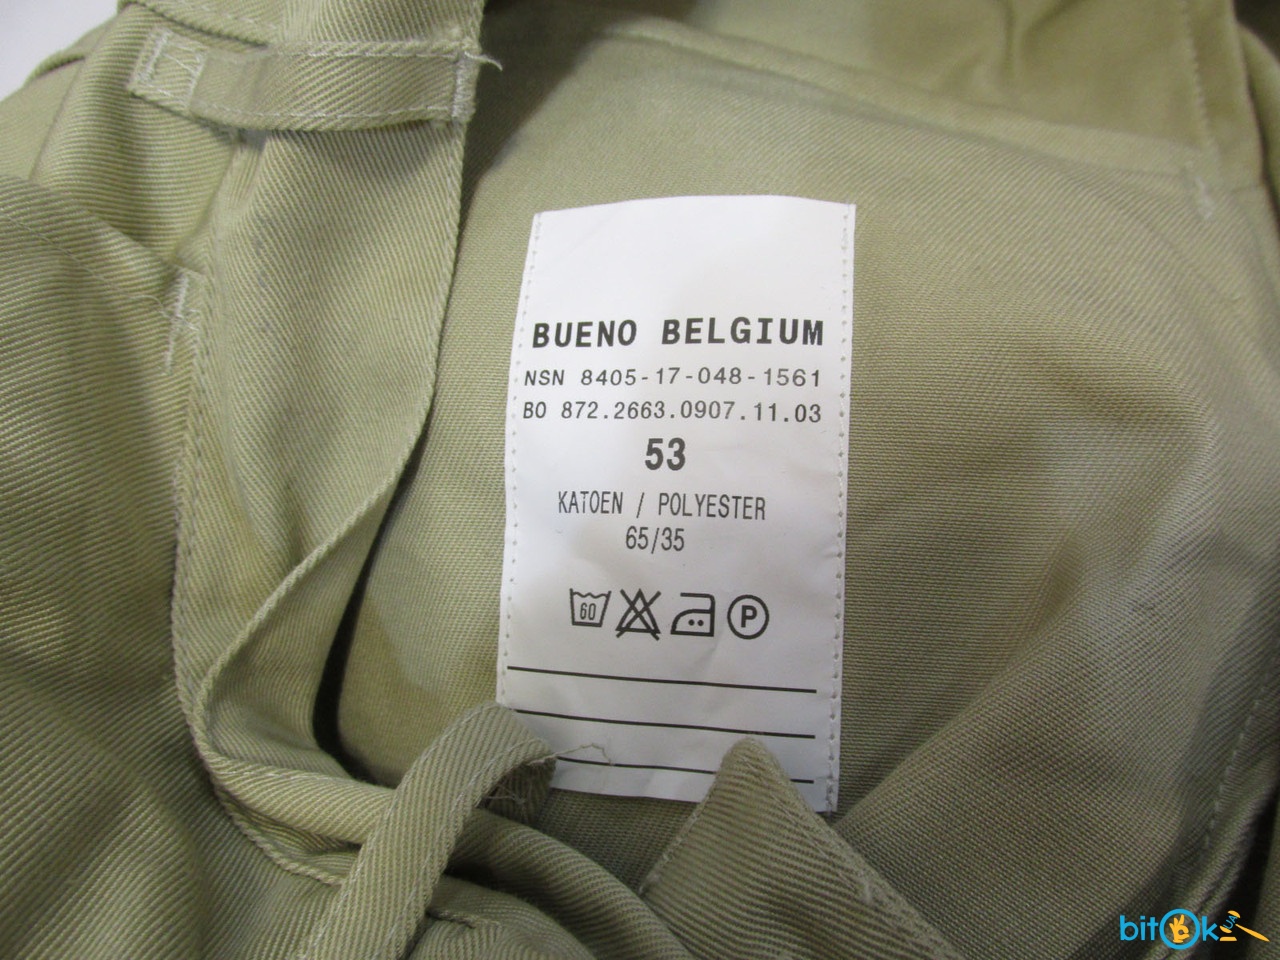 BUENO BELGIUM
NSN 8405-17-048-1561
BO 872.2663.0907.11.03
53
KATOEN / POLYESTER
65/35
60 P
bitOk UA